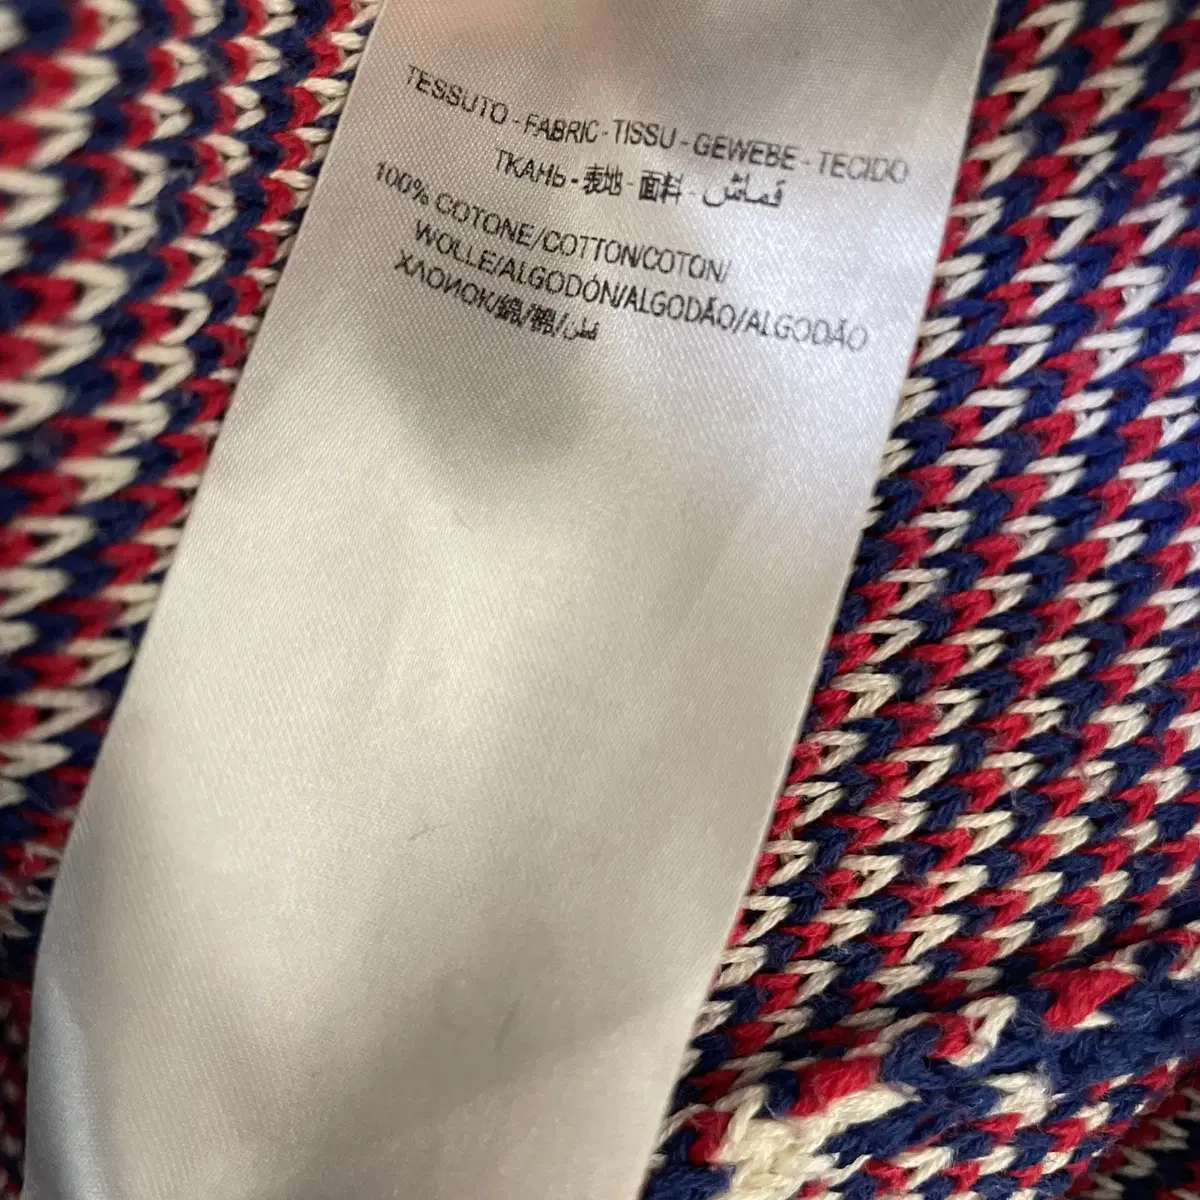 TESSUTO - FABRIC - TISSU - GEWEBE - TECIDO
ТКАНЬ - 表地 - 面料 - قماش
100% COTONE/COTTON/COTON/
WOLLE/ALGODÓN/ALGODÃO/ALGODÃO
ХЛОПОК/綿/棉/قطن